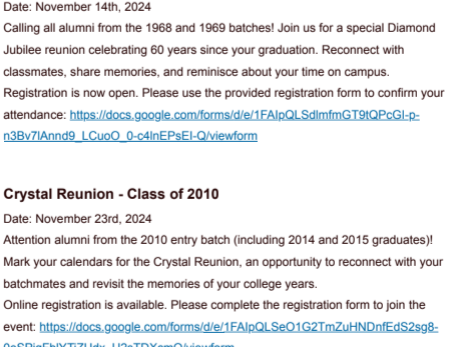 Date: November 14th, 2024
Calling all alumni from the 1968 and 1969 batches! Join us for a special Diamond
Jubilee reunion celebrating 60 years since your graduation. Reconnect with
classmates, share memories, and reminisce about your time on campus.
Registration is now open. Please use the provided registration form to confirm your
attendance: https://docs.google.com/forms/d/e/1FAIpQLSdlmfmGT9tQPcGI-p-
n3Bv7lAnnd9_LCuoO_0-c4lnEPsEI-Q/viewform
Crystal Reunion - Class of 2010
Date: November 23rd, 2024
Attention alumni from the 2010 entry batch (including 2014 and 2015 graduates)!
Mark your calendars for the Crystal Reunion, an opportunity to reconnect with your
batchmates and revisit the memories of your college years.
Online registration is available. Please complete the registration form to join the
event: https://docs.google.com/forms/d/e/1FAIpQLSeO1G2TmZuHNDnfEdS2sg8-